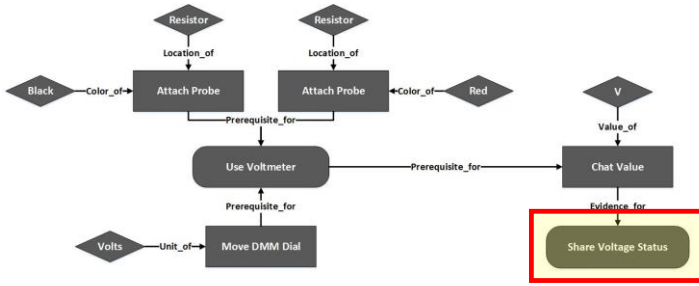 Resistor
Resistor
V
Location_of
Location_of
Black
Color_of
Attach Probe
Attach Probe
Color_of
Red
Value_of
Prerequisite_for
Use Voltmeter
Prerequisite_for
Chat Value
Prerequisite_for
Evidence_for
Volts
Unit_of
Move DMM Dial
Share Voltage Status